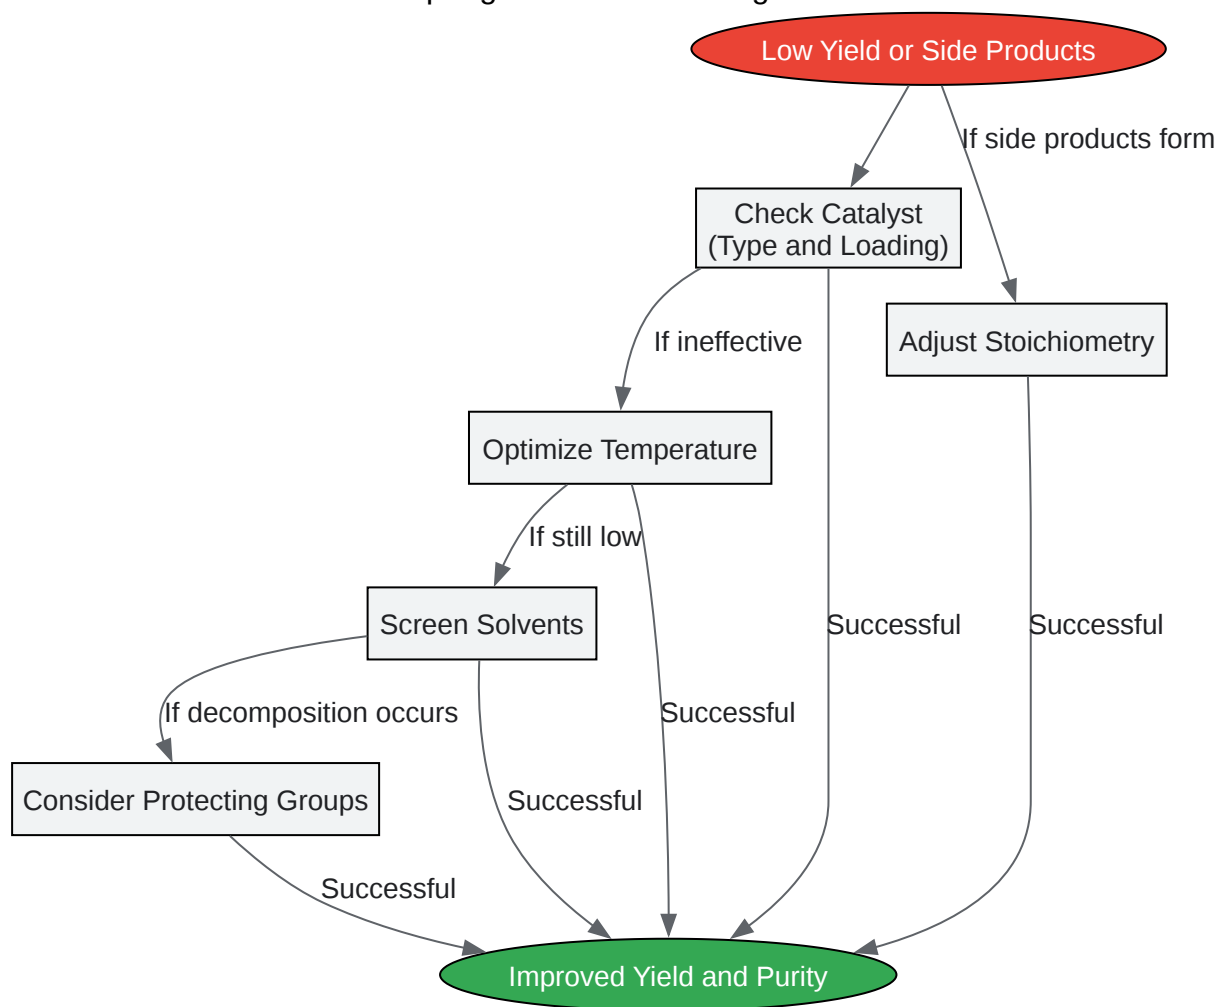 Low Yield or Side Products
If side products form
Check Catalyst
(Type and Loading)
If ineffective
Adjust Stoichiometry
Optimize Temperature
If still low
Screen Solvents
Successful
Successful
If decomposition occurs
Successful
Consider Protecting Groups
Successful
Successful
Improved Yield and Purity